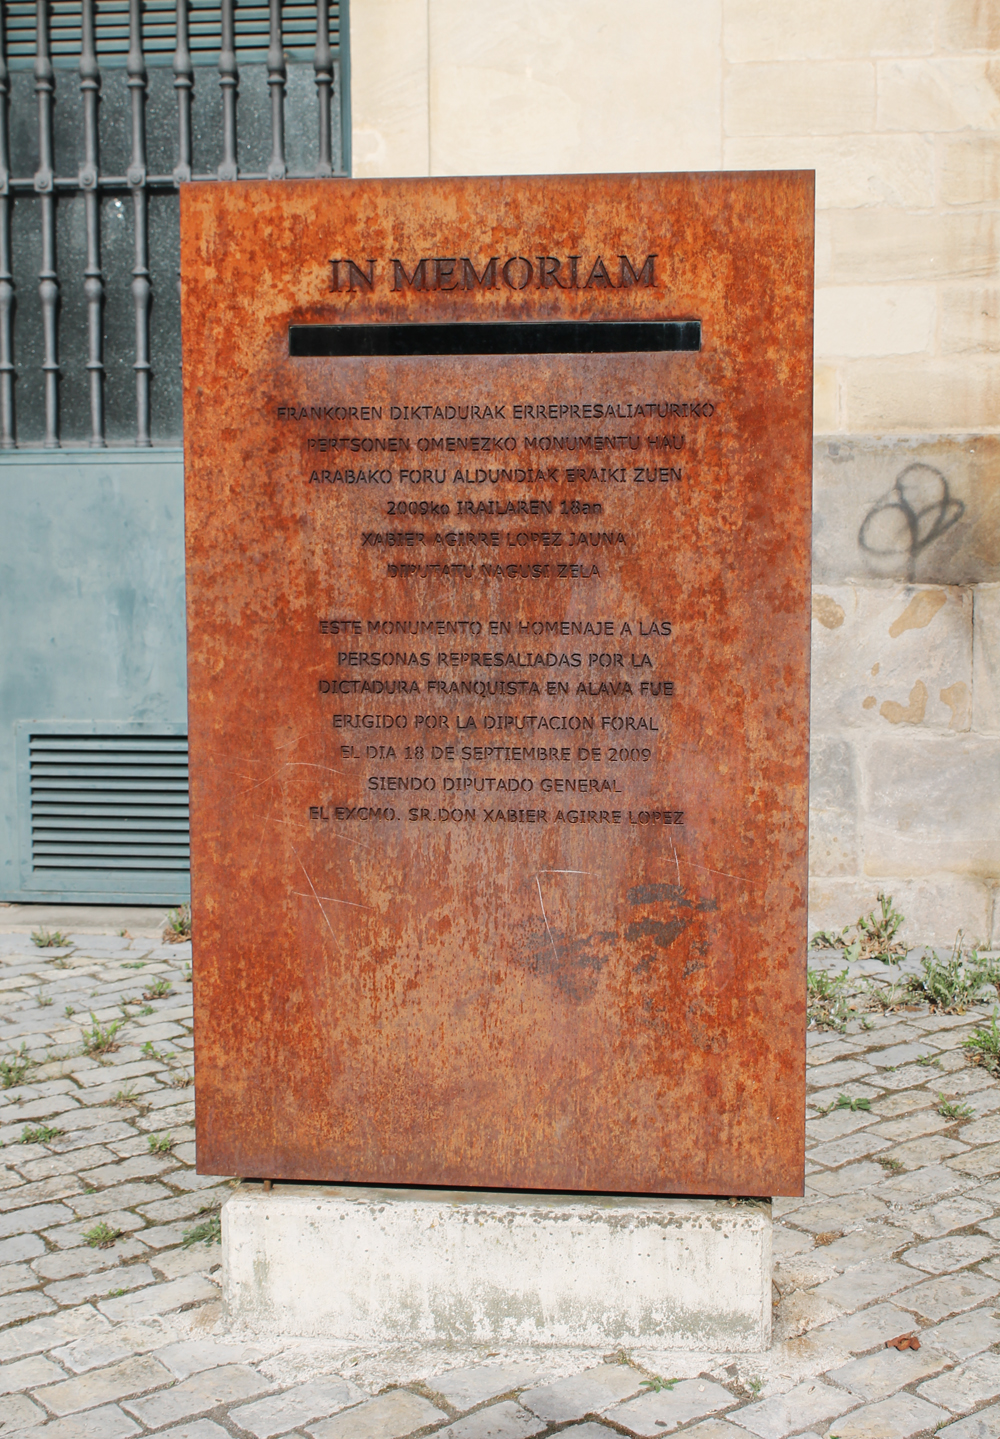 IN MEMORIAM
FRANKOREN DIKTADURAK ERREPRESALIATURIKO
PERTSONEN OMENEZKO MONUMENTU HAU
ARABAKO FORU ALDUNDIAK ERAIKI ZUEN
2009ko IRAILAREN 18an
XABIER AGIRRE LOPEZ JAUNA
DIPUTATU NAGUSI ZELA
ESTE MONUMENTO EN HOMENAJE A LAS
PERSONAS REPRESALIADAS POR LA
DICTADURA FRANQUISTA EN ALAVA FUE
ERIGIDO POR LA DIPUTACION FORAL
EL DIA 18 DE SEPTIEMBRE DE 2009
SIENDO DIPUTADO GENERAL
EL EXCMO. SR.DON XABIER AGIRRE LOPEZ